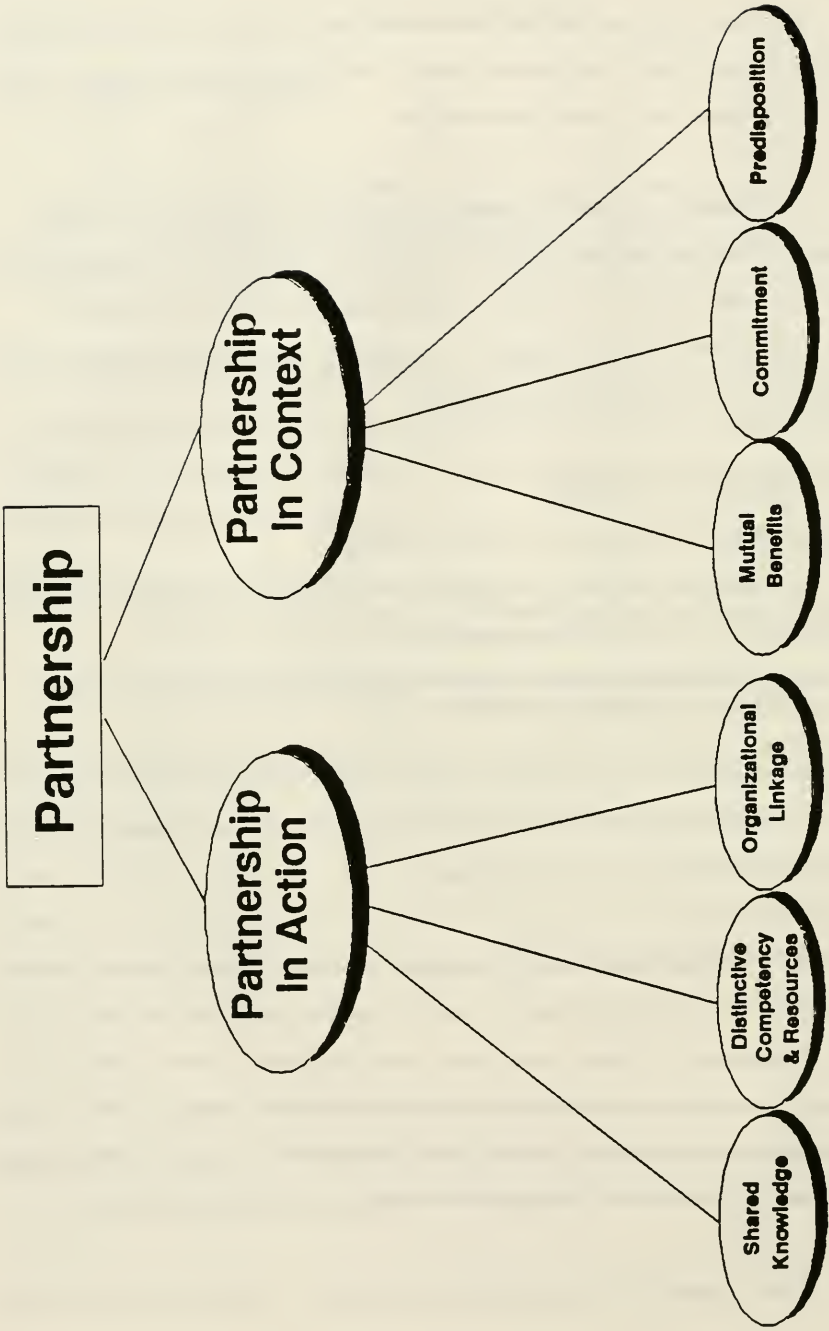 Partnership
Partnership
In Action
Partnership
In Context
Shared
Knowledge
Distinctive
Competency
& Resources
Organizational
Linkage
Mutual
Benefits
Commitment
Predisposition